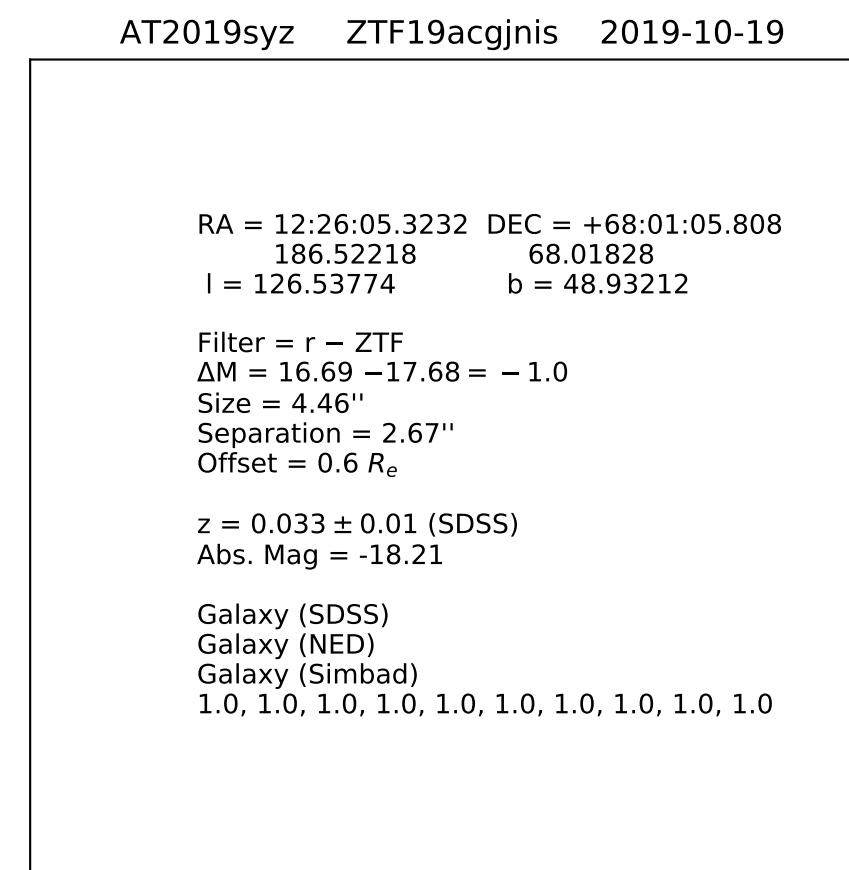 AT2019syz ZTF19acgjnis 2019-10-19
RA = 12:26:05.3232 DEC = +68:01:05.808
186.52218 68.01828
l = 126.53774 b = 48.93212
Filter = r − ZTF
ΔM = 16.69 −17.68 = − 1.0
Size = 4.46''
Separation = 2.67''
Offset = 0.6 Rₑ
z = 0.033 ± 0.01 (SDSS)
Abs. Mag = -18.21
Galaxy (SDSS)
Galaxy (NED)
Galaxy (Simbad)
1.0, 1.0, 1.0, 1.0, 1.0, 1.0, 1.0, 1.0, 1.0, 1.0